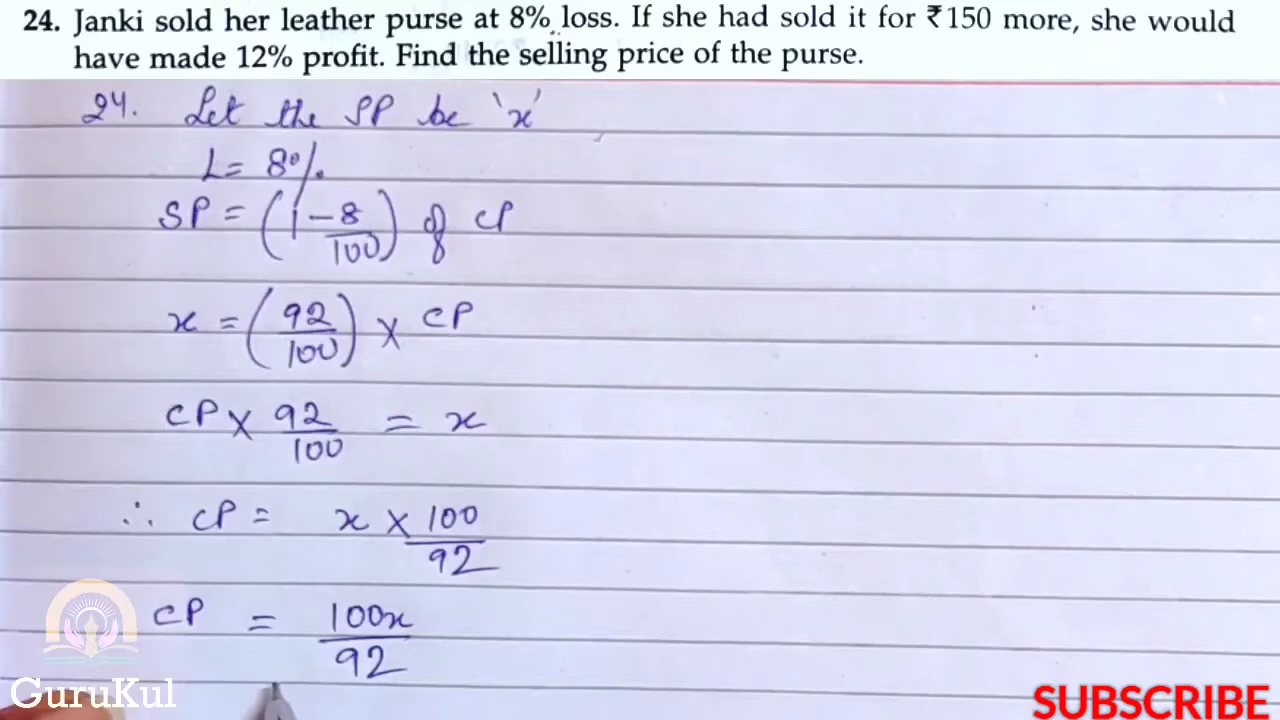 24. Janki sold her leather purse at 8% loss. If she had sold it for ₹150 more, she would
have made 12% profit. Find the selling price of the purse.
24. Let the SP be 'x'
L = 8%.
SP = (1 - 8/100) of CP
x = (92/100) × CP
CP × 92/100 = x
∴ CP = x × 100/92
CP = 100x/92
GuruKul
SUBSCRIBE